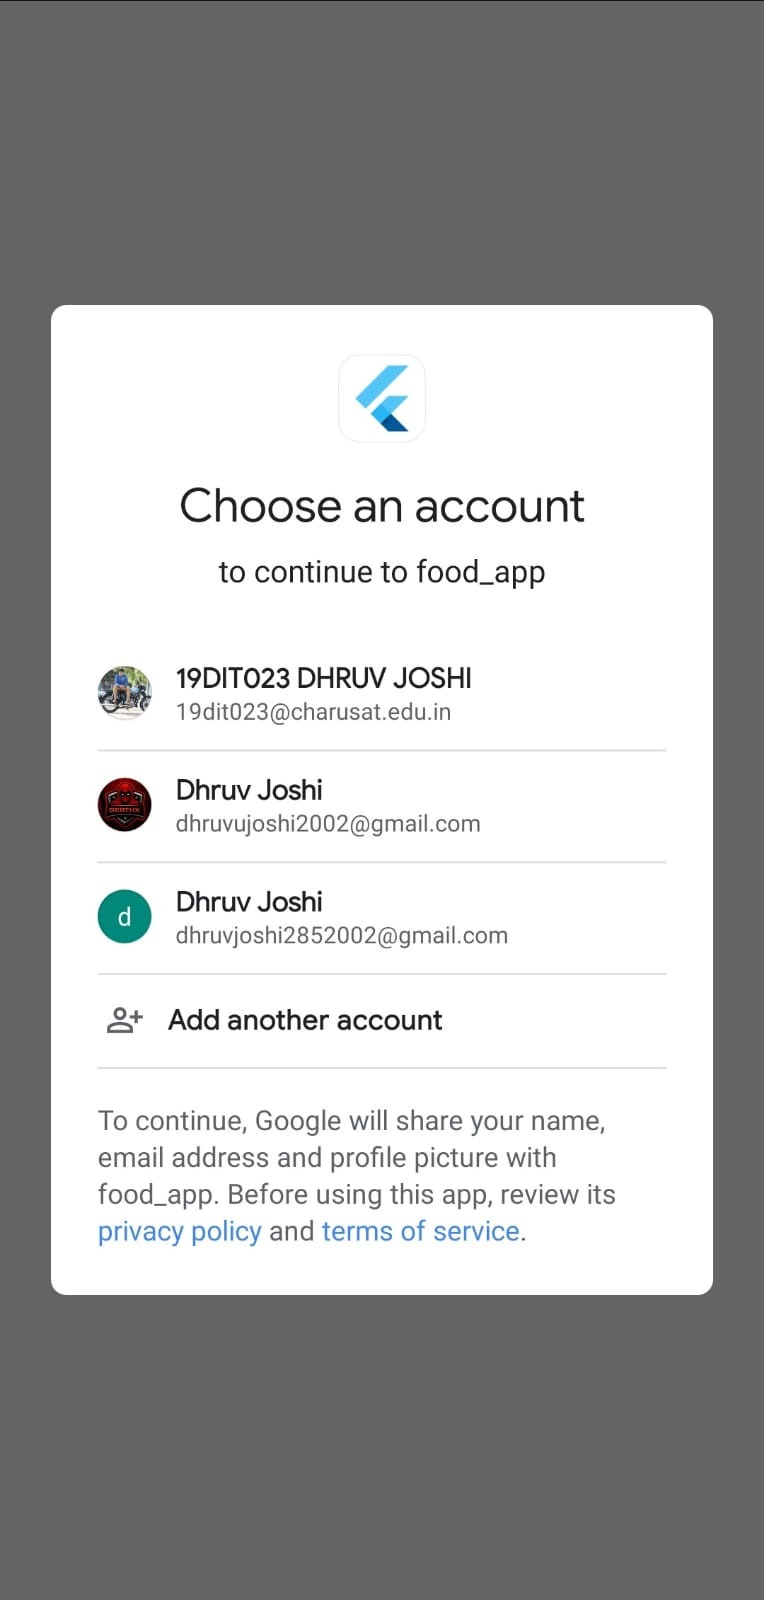 Choose an account
to continue to food_app
19DIT023 DHRUV JOSHI
19dit023@charusat.edu.in
DEATHX
Dhruv Joshi
dhruvujoshi2002@gmail.com
d
Dhruv Joshi
dhruvjoshi2852002@gmail.com
Add another account
To continue, Google will share your name,
email address and profile picture with
food_app. Before using this app, review its
privacy policy and terms of service.